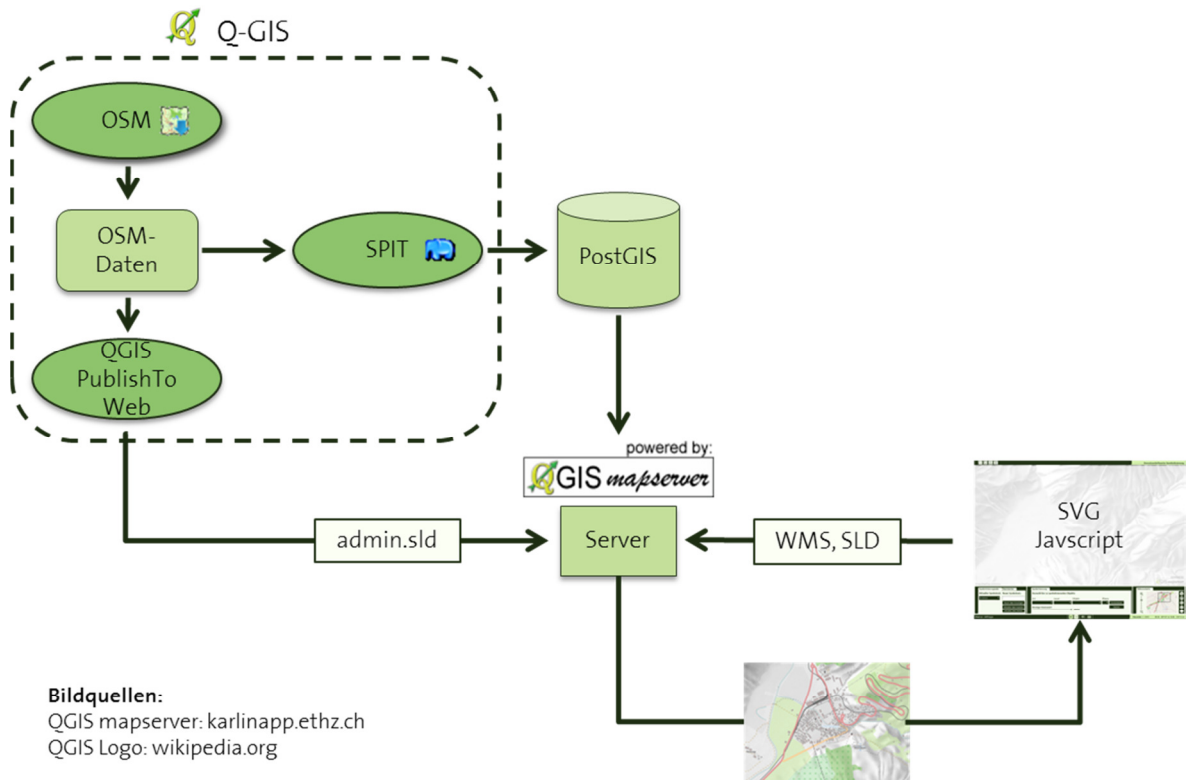 Q-GIS
OSM
OSM-
Daten
SPIT
PostGIS
QGIS
PublishTo
Web
powered by:
QGIS mapserver
admin.sld
Server
WMS, SLD
SVG
Javscript
Bildquellen:
QGIS mapserver: karlinapp.ethz.ch
QGIS Logo: wikipedia.org